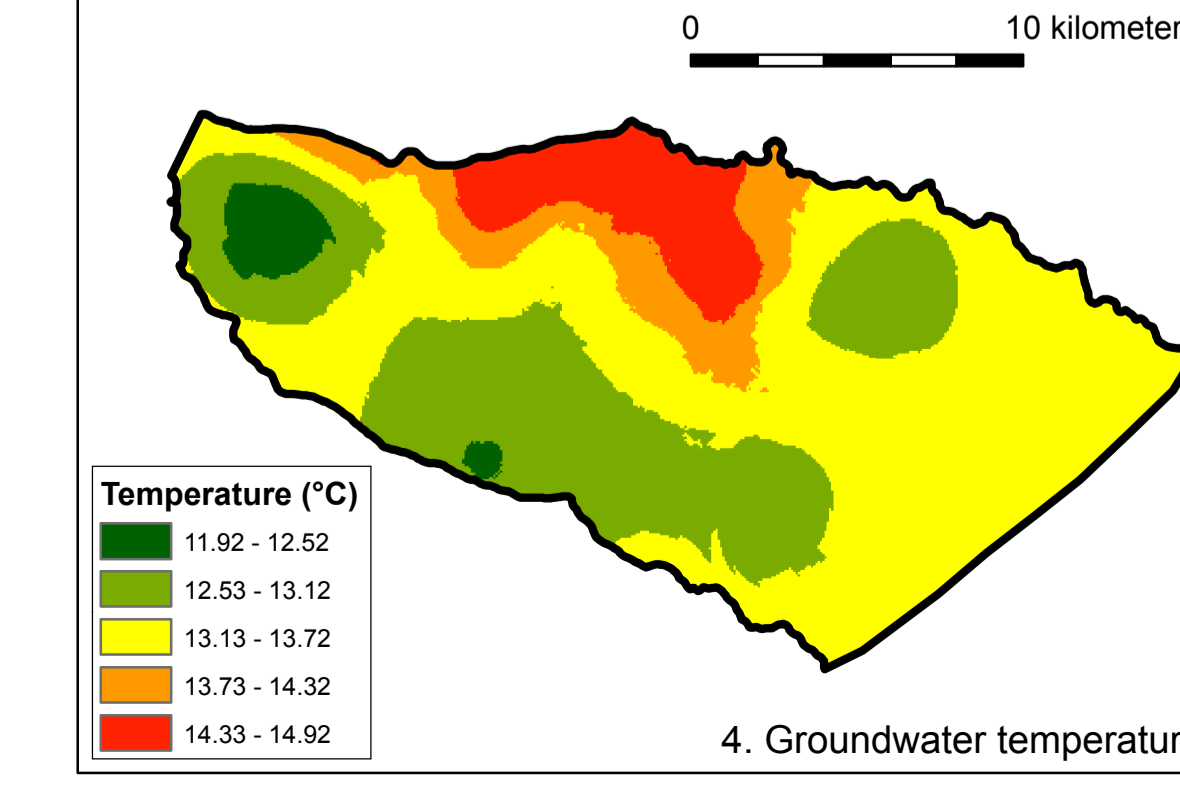 0 10 kilometer
Temperature (°C)
11.92 - 12.52
12.53 - 13.12
13.13 - 13.72
13.73 - 14.32
14.33 - 14.92
4. Groundwater temperatur